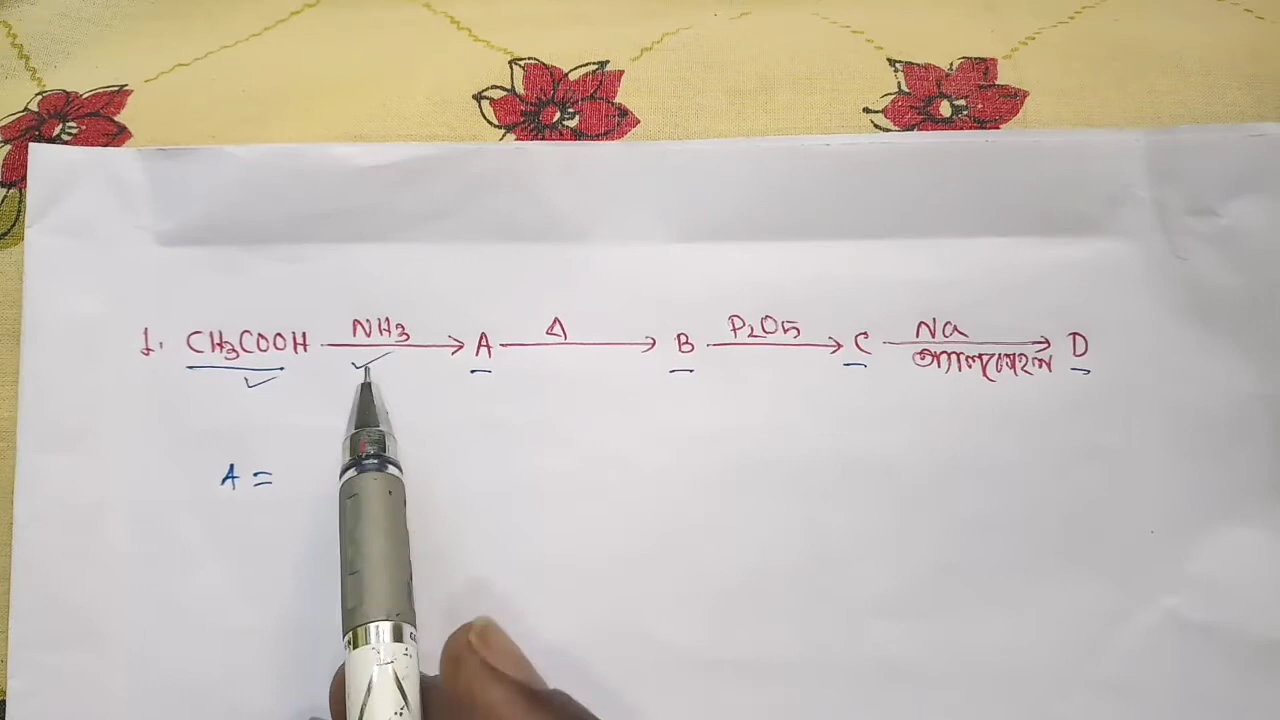 1. CH3COOH NH3 → A Δ → B P2O5 → C Na → D
অ্যালকোহল
A =